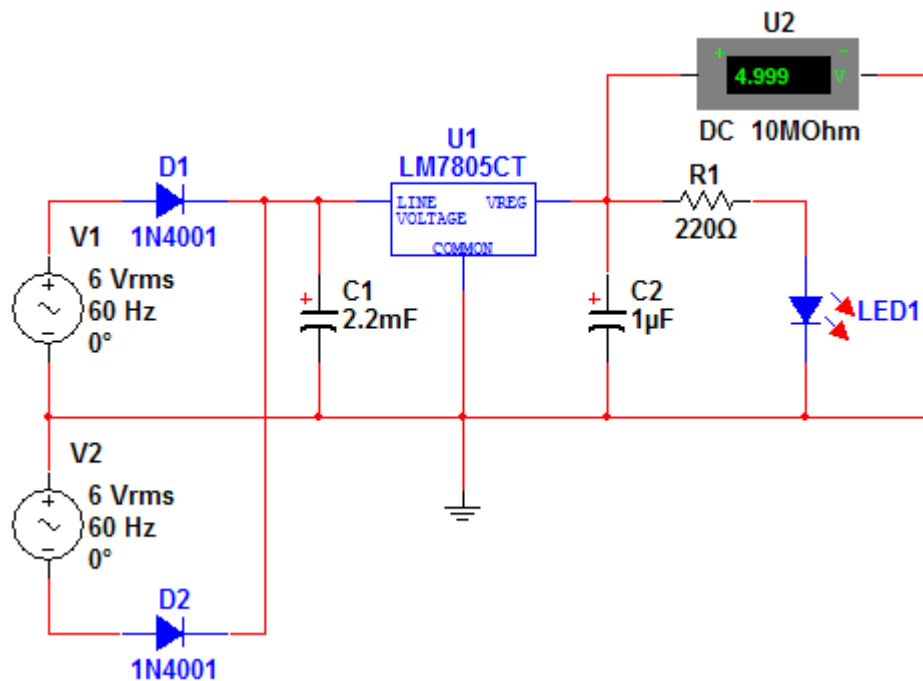 U2
+ -
4.999 V
DC 10MOhm
U1
LM7805CT
LINE VREG
VOLTAGE
COMMON
D1
1N4001
R1
220Ω
V1
+
6 Vrms
60 Hz
0°
-
+
C1
2.2mF
+
C2
1µF
LED1
V2
+
6 Vrms
60 Hz
0°
-
D2
1N4001